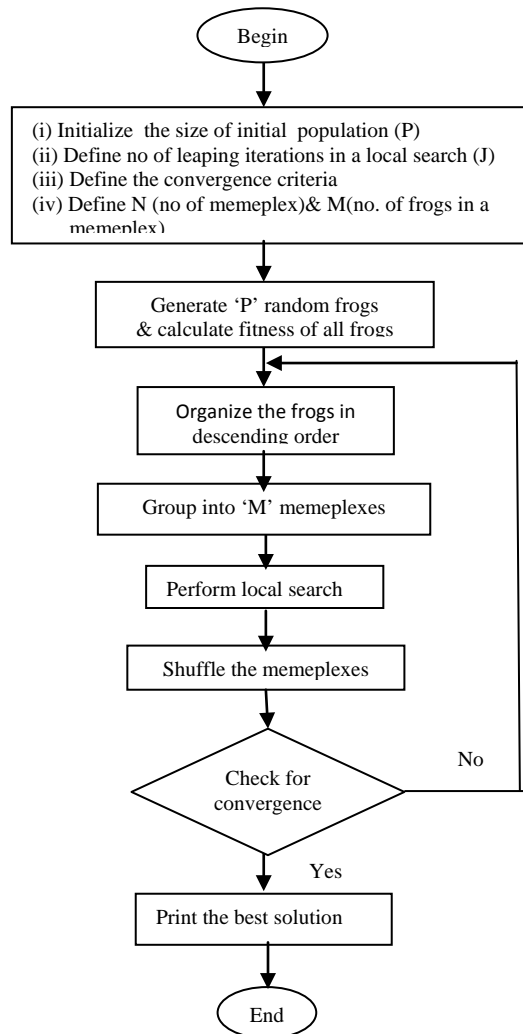 Begin
(i) Initialize the size of initial population (P)
(ii) Define no of leaping iterations in a local search (J)
(iii) Define the convergence criteria
(iv) Define N (no of memeplex)& M(no. of frogs in a
memeplex)
Generate ‘P’ random frogs
& calculate fitness of all frogs
Organize the frogs in
descending order
Group into ‘M’ memeplexes
Perform local search
Shuffle the memeplexes
Check for
convergence
No
Yes
Print the best solution
End